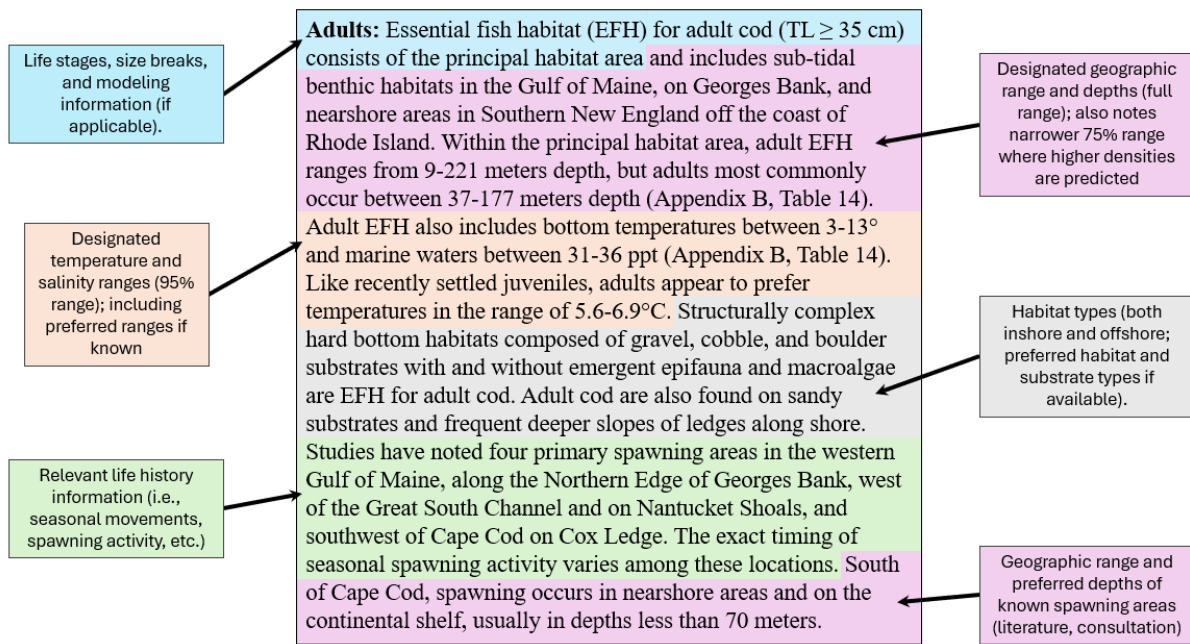 Adults: Essential fish habitat (EFH) for adult cod (TL ≥ 35 cm)
consists of the principal habitat area and includes sub-tidal
benthic habitats in the Gulf of Maine, on Georges Bank, and
nearshore areas in Southern New England off the coast of
Rhode Island. Within the principal habitat area, adult EFH
ranges from 9-221 meters depth, but adults most commonly
occur between 37-177 meters depth (Appendix B, Table 14).
Adult EFH also includes bottom temperatures between 3-13°
and marine waters between 31-36 ppt (Appendix B, Table 14).
Like recently settled juveniles, adults appear to prefer
temperatures in the range of 5.6-6.9°C. Structurally complex
hard bottom habitats composed of gravel, cobble, and boulder
substrates with and without emergent epifauna and macroalgae
are EFH for adult cod. Adult cod are also found on sandy
substrates and frequent deeper slopes of ledges along shore.
Studies have noted four primary spawning areas in the western
Gulf of Maine, along the Northern Edge of Georges Bank, west
of the Great South Channel and on Nantucket Shoals, and
southwest of Cape Cod on Cox Ledge. The exact timing of
seasonal spawning activity varies among these locations. South
of Cape Cod, spawning occurs in nearshore areas and on the
continental shelf, usually in depths less than 70 meters.
Life stages, size breaks,
and modeling
information (if
applicable).
Designated
temperature and
salinity ranges (95%
range); including
preferred ranges if
known
Relevant life history
information (i.e.,
seasonal movements,
spawning activity, etc.)
Designated geographic
range and depths (full
range); also notes
narrower 75% range
where higher densities
are predicted
Habitat types (both
inshore and offshore;
preferred habitat and
substrate types if
available).
Geographic range and
preferred depths of
known spawning areas
(literature, consultation)